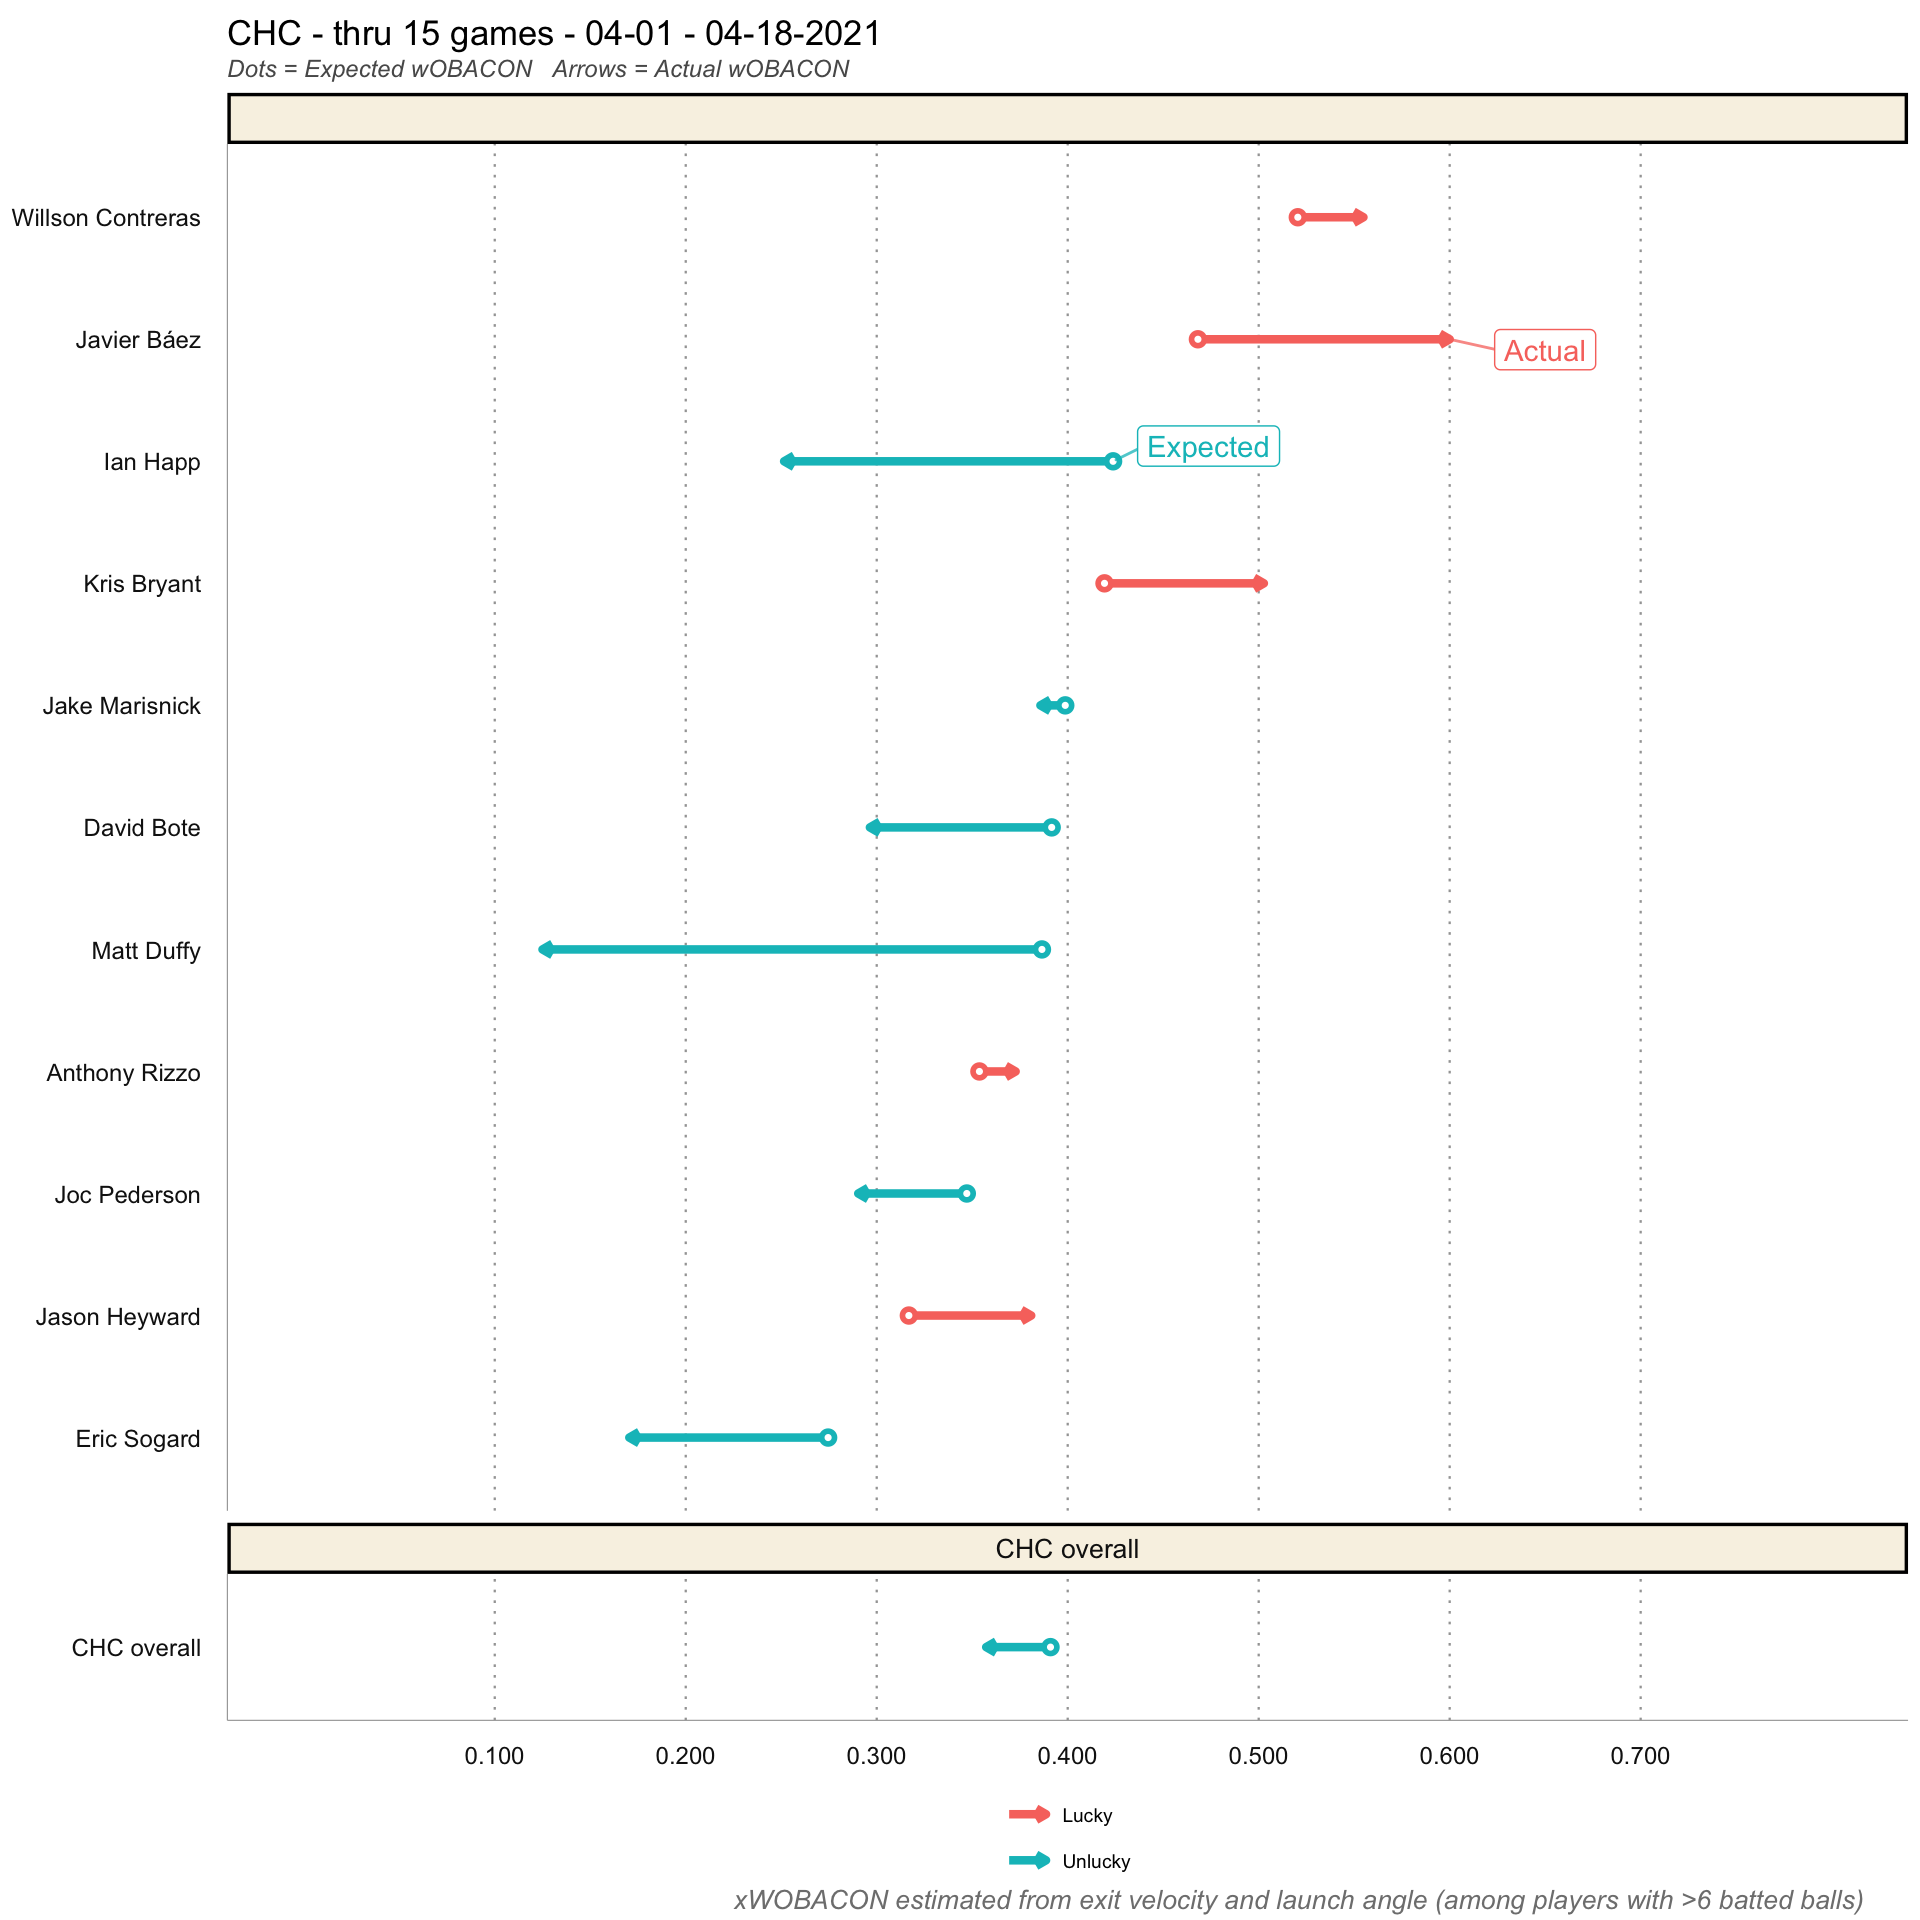 CHC - thru 15 games - 04-01 - 04-18-2021
Dots = Expected wOBACON   Arrows = Actual wOBACON
Willson Contreras
Javier Báez
Actual
Ian Happ
Expected
Kris Bryant
Jake Marisnick
David Bote
Matt Duffy
Anthony Rizzo
Joc Pederson
Jason Heyward
Eric Sogard
CHC overall
CHC overall
0.100 0.200 0.300 0.400 0.500 0.600 0.700
Lucky
Unlucky
xWOBACON estimated from exit velocity and launch angle (among players with >6 batted balls)